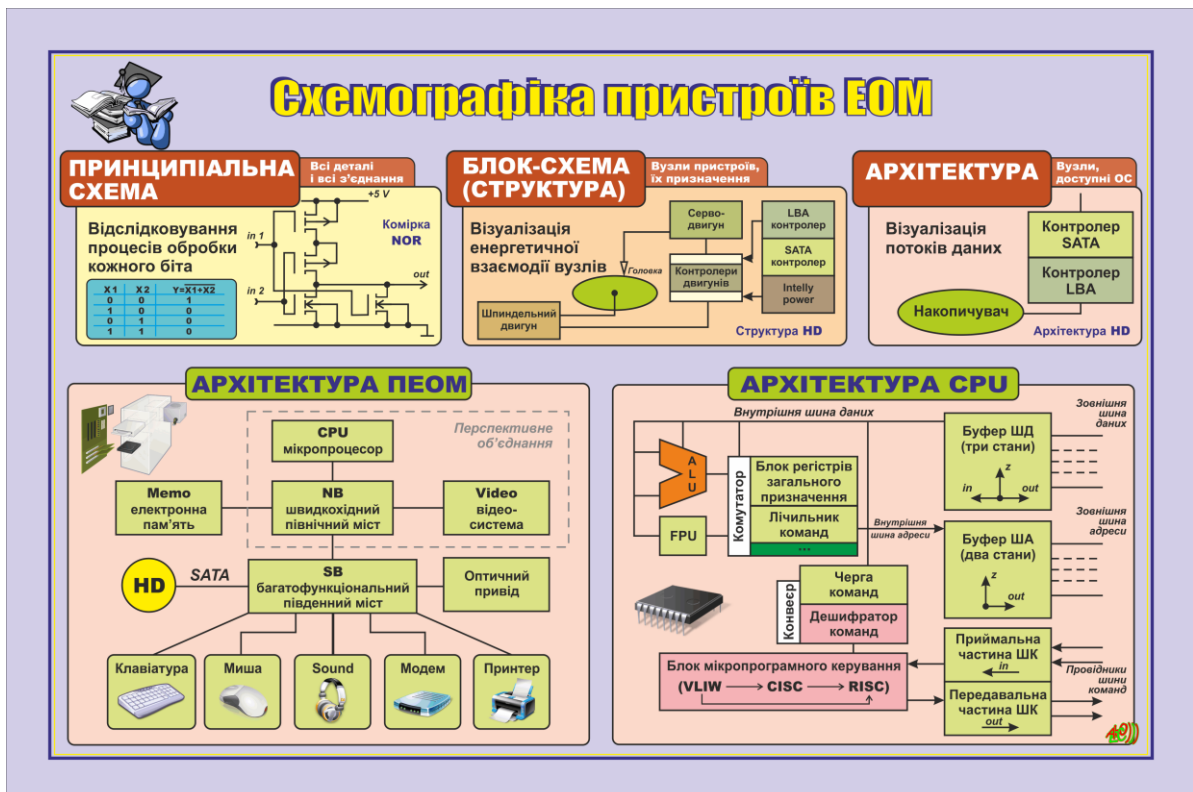 Схемографіка пристроїв ЕОМ
ПРИНЦИПІАЛЬНА
СХЕМА
Всі деталі
і всі з’єднання
Відслідковування
процесів обробки
кожного біта
X1 X2 Y=X1+X2
0 0 1
1 0 0
0 1 0
1 1 0
+5 V
in 1
Комірка
NOR
out
in 2
БЛОК-СХЕМА
(СТРУКТУРА)
Вузли пристроїв,
їх призначення
Візуалізація
енергетичної
взаємодії вузлів
Серво-
двигун
LBA
контролер
SATA
контролер
Intelly
power
Головка
Контролери
двигунів
Шпиндельний
двигун
Структура HD
АРХІТЕКТУРА
Вузли,
доступні ОС
Візуалізація
потоків даних
Контролер
SATA
Контролер
LBA
Накопичувач
Архітектура HD
АРХІТЕКТУРА ПЕОМ
Перспективне
об’єднання
CPU
мікропроцесор
Memo
електронна
пам’ять
NB
швидкохідний
північний міст
Video
відео-
система
HD
SATA
SB
багатофункціональний
південний міст
Оптичний
привід
Клавіатура
Миша
Sound
Модем
Принтер
АРХІТЕКТУРА CPU
Внутрішня шина даних
Зовнішня
шина
даних
ALU
FPU
Комутатор
Блок регістрів
загального
призначення
Лічильник
команд
...
Внутрішня
шина адреси
Буфер ШД
(три стани)
z
in out
Зовнішня
шина
адреси
Буфер ША
(два стани)
z
out
Конвеєр
Черга
команд
Дешифратор
команд
Блок мікропрограмного керування
(VLIW CISC RISC)
Приймальна
частина ШК
in
Провідники
шини
команд
Передавальна
частина ШК
out